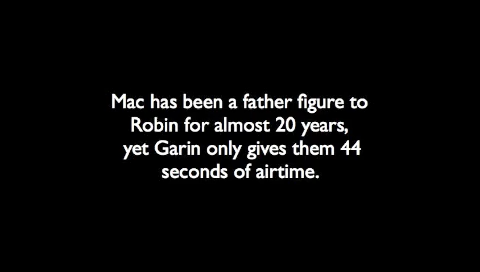 Mac has been a father figure to
Robin for almost 20 years,
yet Garin only gives them 44
seconds of airtime.